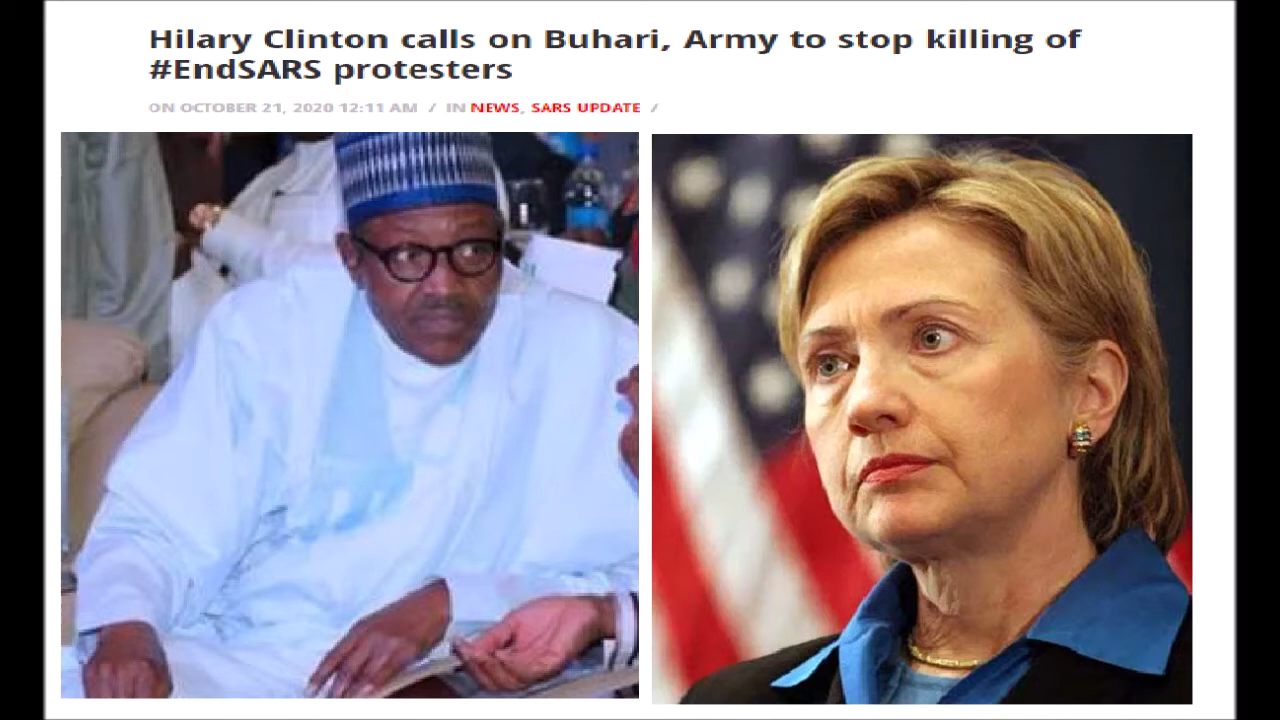 Hilary Clinton calls on Buhari, Army to stop killing of
#EndSARS protesters
ON OCTOBER 21, 2020 12:11 AM / IN NEWS, SARS UPDATE /